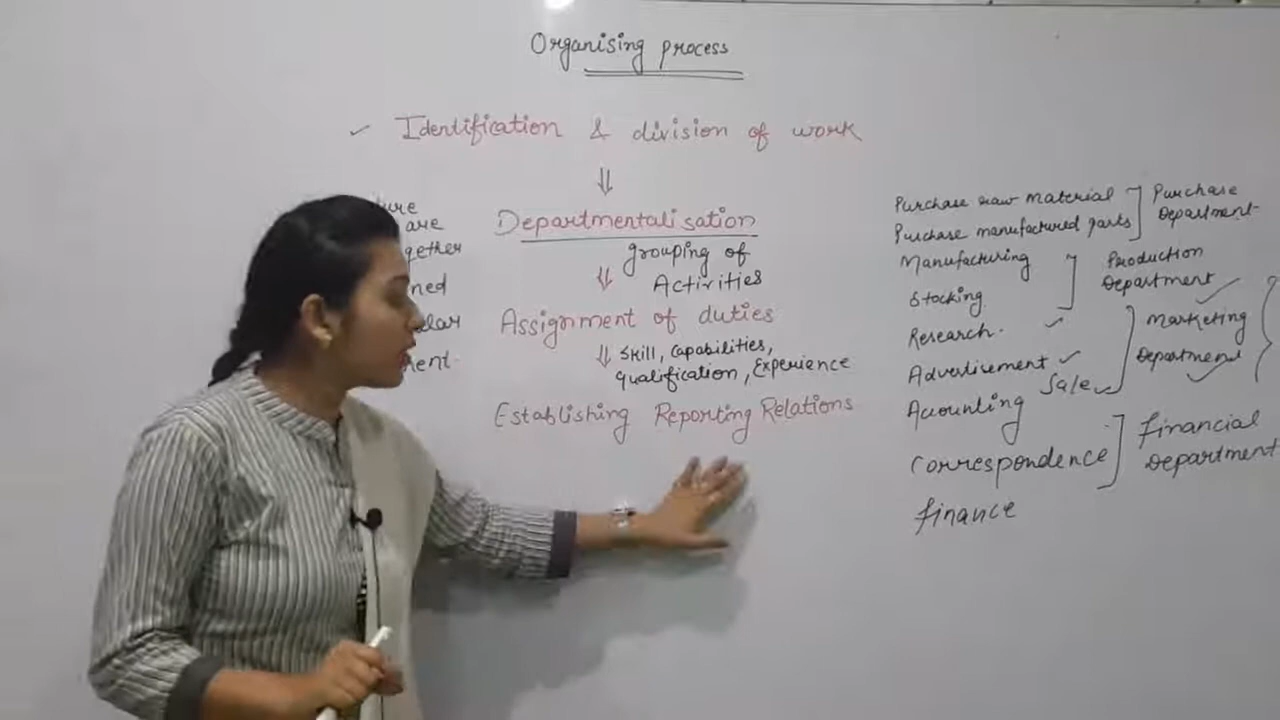 Organising process
Identification & division of work
are
Departmentalisation
grouping of
Activities
Assignment of duties
Skill, Capabilities,
Qualification, Experience
Establishing Reporting Relations
Purchase raw material
Purchase manufactured parts
Purchase
Department
Manufacturing
Stocking
Production
Department
Research.
Advertisement
Sale
Marketing
Department
Accounting
Correspondence
finance
financial
Department